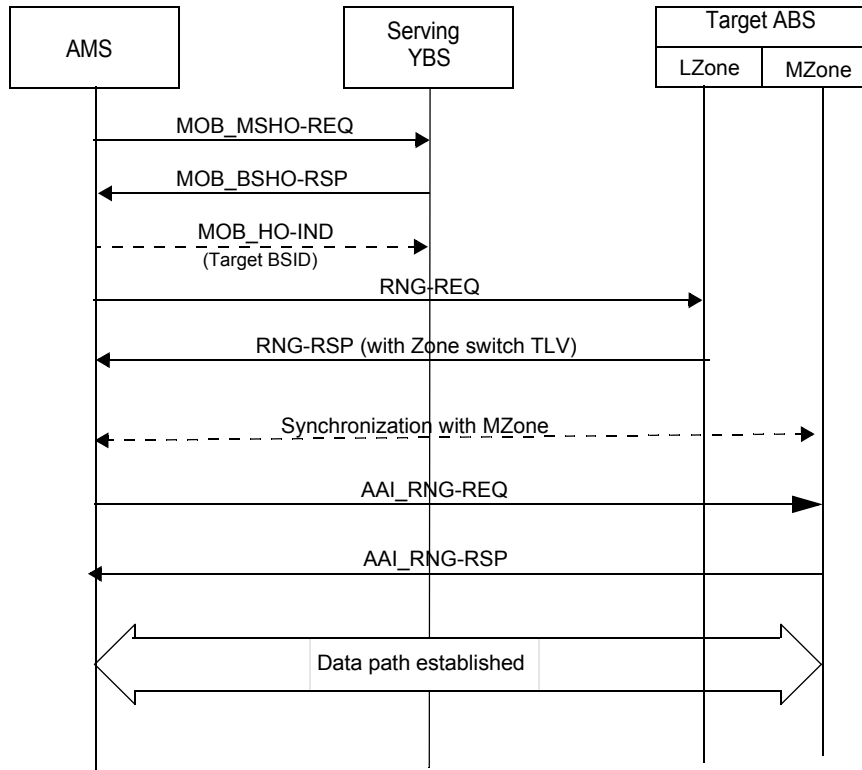 AMS
Serving
YBS
Target ABS
LZone
MZone
MOB_MSHO-REQ
MOB_BSHO-RSP
MOB_HO-IND
(Target BSID)
RNG-REQ
RNG-RSP (with Zone switch TLV)
Synchronization with MZone
AAI_RNG-REQ
AAI_RNG-RSP
Data path established